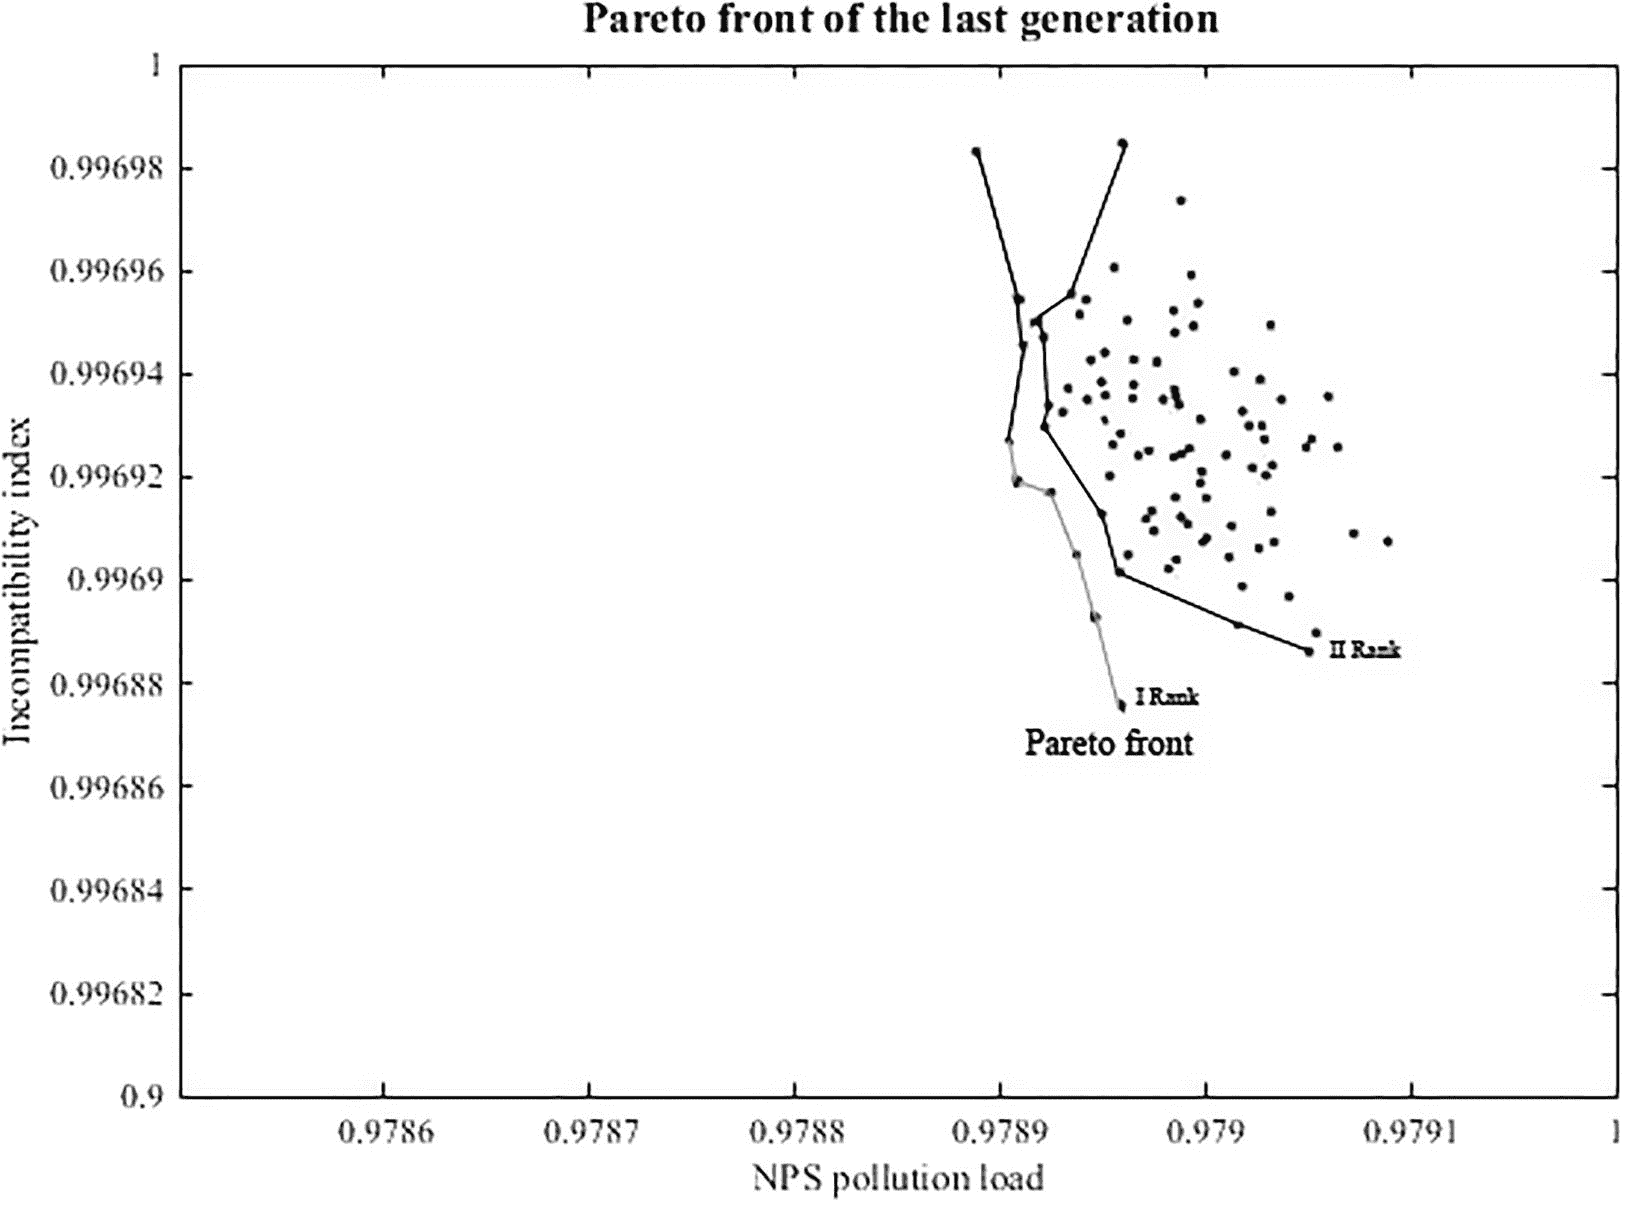 Pareto front of the last generation
1
0.996998
0.99696
0.99694
0.99692
0.9969
0.99688
0.99686
0.99684
0.99682
0.9
Incompatibility index
II Rank
I Rank
Pareto front
0.9786 0.9787 0.9788 0.9789 0.979 0.9791 1
NPS pollution load